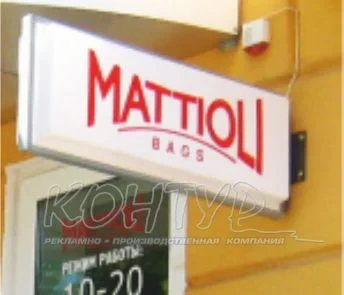 MATTIOLI
BAGS
КОНТУР
РЕКЛАМНО • ПРОИЗВОДСТВЕННАЯ КОМПАНИЯ
РЕЖИМ РАБОТЫ:
10-20